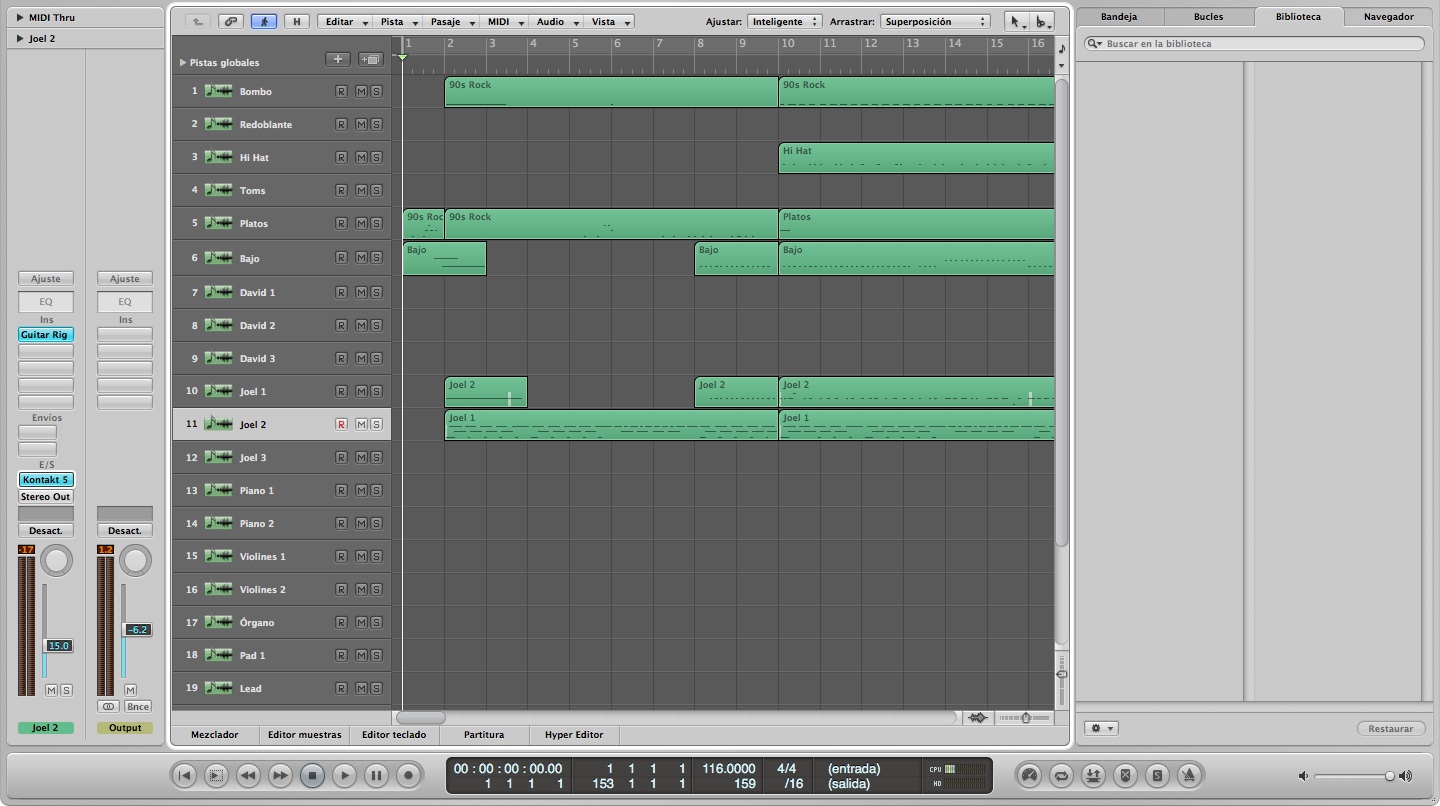 MIDI Thru
Joel 2
H
Editar
Pista
Pasaje
MIDI
Audio
Vista
Ajustar: Inteligente
Arrastrar: Superposición
Bandeja
Bucles
Biblioteca
Navegador
Buscar en la biblioteca
Pistas globales
1 2 3 4 5 6 7 8 9 10 11 12 13 14 15 16
1 Bombo R M S 90s Rock 90s Rock
2 Redoblante R M S
3 Hi Hat R M S Hi Hat
4 Toms R M S
5 Platos R M S 90s Roc 90s Rock Platos
6 Bajo R M S Bajo Bajo Bajo
7 David 1 R M S
8 David 2 R M S
9 David 3 R M S
10 Joel 1 R M S Joel 2 Joel 2 Joel 2
11 Joel 2 R M S Joel 1 Joel 1
12 Joel 3 R M S
13 Piano 1 R M S
14 Piano 2 R M S
15 Violines 1 R M S
16 Violines 2 R M S
17 Órgano R M S
18 Pad 1 R M S
19 Lead R M S
Ajuste Ajuste
EQ EQ
Ins Ins
Guitar Rig
Envíos
E/S
Kontakt 5
Stereo Out
Desact. Desact.
-17 1.2
-6.2
15.0
M S M
Bnce
Joel 2 Output
Mezclador
Editor muestras
Editor teclado
Partitura
Hyper Editor
Restaurar
00 : 00 : 00 : 00.00 1 1 1 1 116.0000 4/4 (entrada) CPU
1 1 1 1 153 1 1 1 159 /16 (salida) HD
S